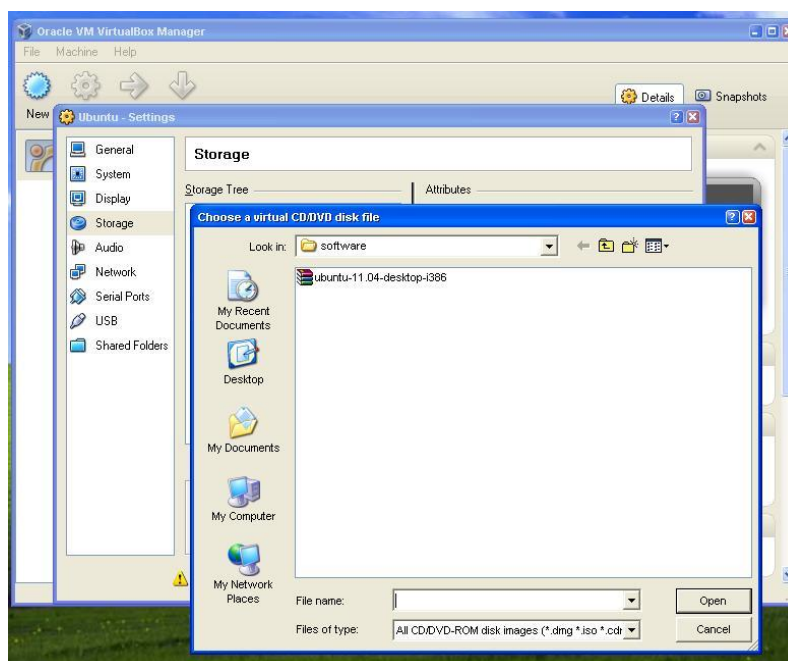 Oracle VM VirtualBox Manager
File Machine Help
New
Details
Snapshots
Ubuntu - Settings
General
System
Display
Storage
Audio
Network
Serial Ports
USB
Shared Folders
Storage
Storage Tree
Attributes
Choose a virtual CD/DVD disk file
Look in:
software
ubuntu-11.04-desktop-i386
My Recent
Documents
Desktop
My Documents
My Computer
My Network
Places
File name:
Open
Files of type:
All CD/DVD-ROM disk images (*.dmg *.iso *.cdr
Cancel